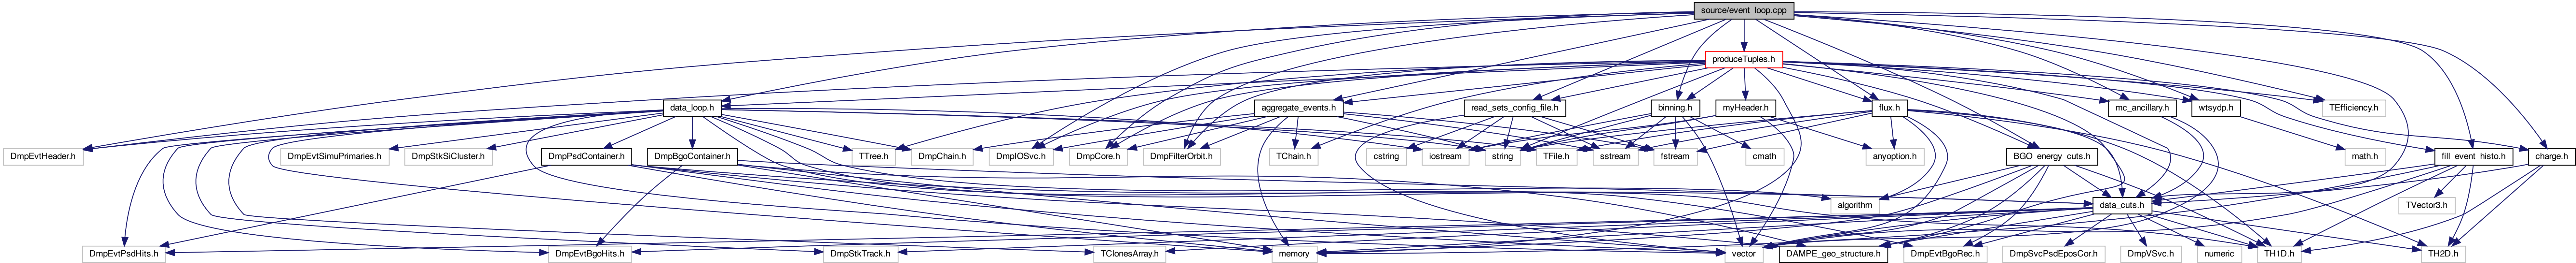 source/event_loop.cpp
produceTuples.h
data_loop.h
aggregate_events.h
read_sets_config_file.h
binning.h
myHeader.h
flux.h
mc_ancillary.h
wtsydp.h
TEfficiency.h
DmpEvtHeader.h
DmpEvtSimuPrimaries.h
DmpStkSiCluster.h
DmpPsdContainer.h
DmpBgoContainer.h
TTree.h
DmpChain.h
DmpIOSvc.h
DmpCore.h
DmpFilterOrbit.h
TChain.h
cstring
iostream
string
TFile.h
sstream
fstream
cmath
anyoption.h
BGO_energy_cuts.h
math.h
fill_event_histo.h
charge.h
algorithm
data_cuts.h
TVector3.h
DmpEvtPsdHits.h
DmpEvtBgoHits.h
DmpStkTrack.h
TClonesArray.h
memory
vector
DAMPE_geo_structure.h
DmpEvtBgoRec.h
DmpSvcPsdEposCor.h
DmpVSvc.h
numeric
TH1D.h
TH2D.h